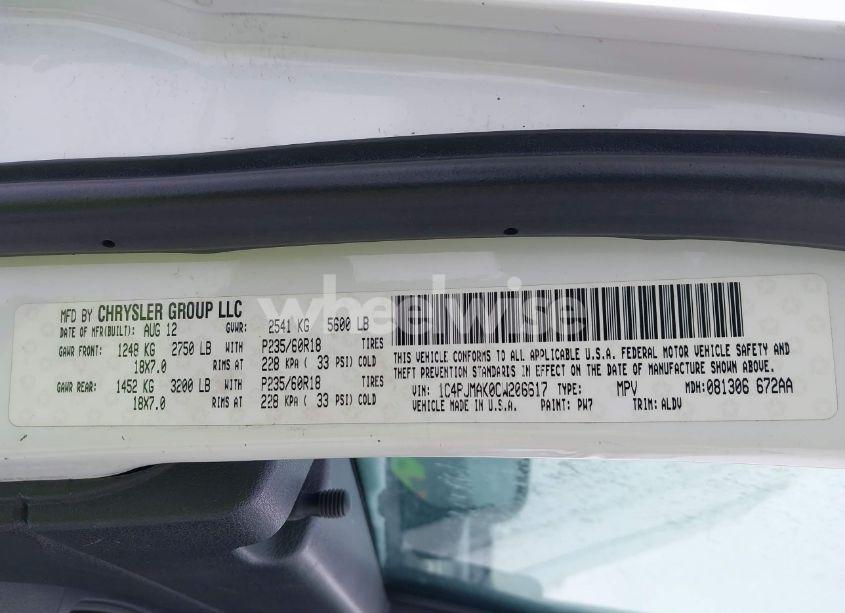 MFD BY CHRYSLER GROUP LLC
DATE OF MFR(BUILT): AUG 12 GVWR: 2541 KG 5600 LB
GAWR FRONT: 1248 KG 2750 LB WITH P235/60R18 TIRES
18X7.0 RIMS AT 228 KPA ( 33 PSI) COLD
GAWR REAR: 1452 KG 3200 LB WITH P235/60R18 TIRES
18X7.0 RIMS AT 228 KPA ( 33 PSI) COLD
THIS VEHICLE CONFORMS TO ALL APPLICABLE U.S.A. FEDERAL MOTOR VEHICLE SAFETY AND
THEFT PREVENTION STANDARDS IN EFFECT ON THE DATE OF MANUFACTURE SHOWN ABOVE.
VIN: 1C4PJMAK0CW206617 TYPE: MPV MDH: 081306 672AA
VEHICLE MADE IN U.S.A. PAINT: PW7 TRIM: ALDV
wheelwise